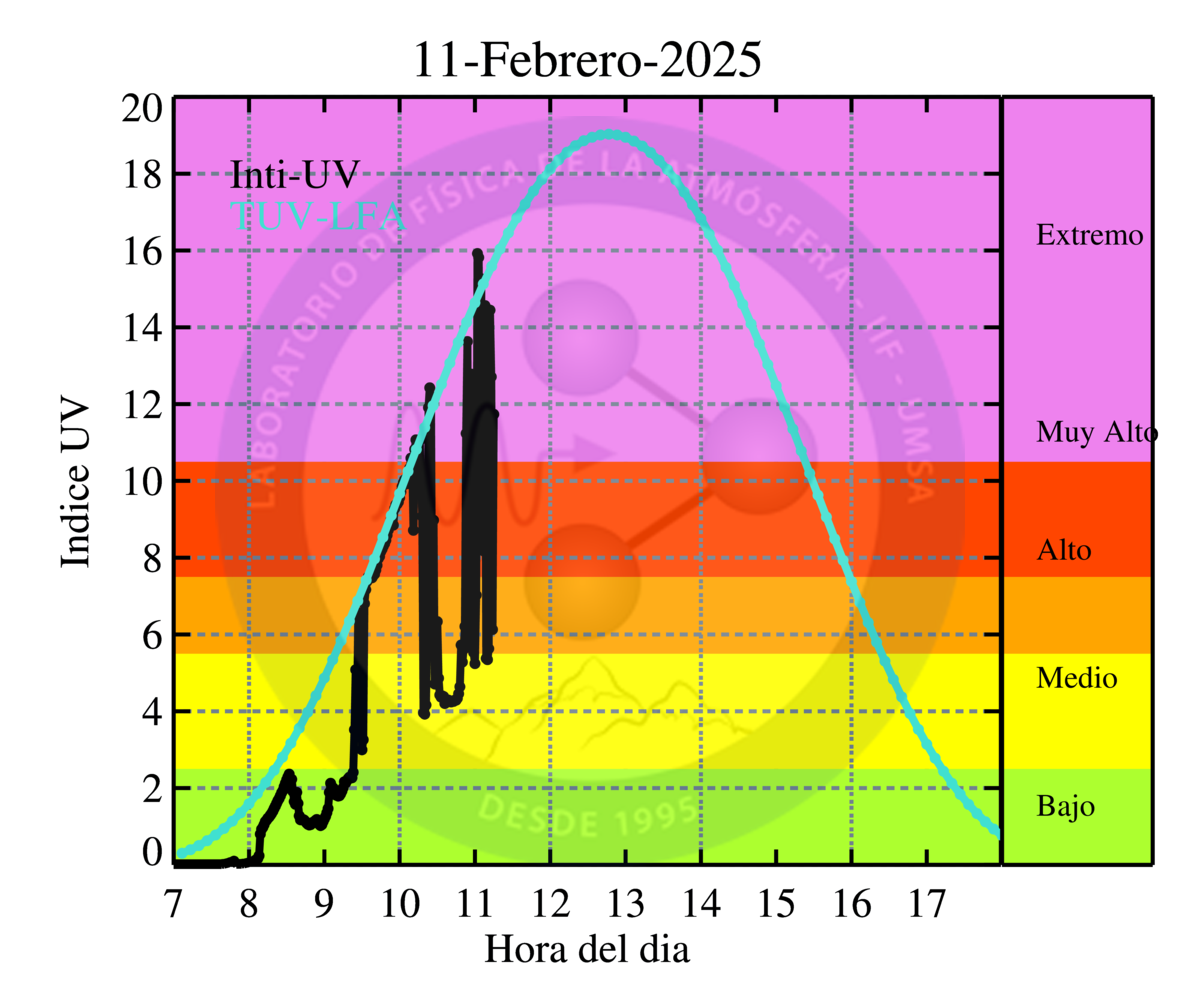 11-Febrero-2025
Inti-UV
TUV-LFA
LABORATORIO DE FÍSICA DE LA ATMÓSFERA - IIF - UMSA
DESDE 1995
Indice UV
20
18
16
14
12
10
8
6
4
2
0
Extremo
Muy Alto
Alto
Medio
Bajo
7 8 9 10 11 12 13 14 15 16 17
Hora del dia